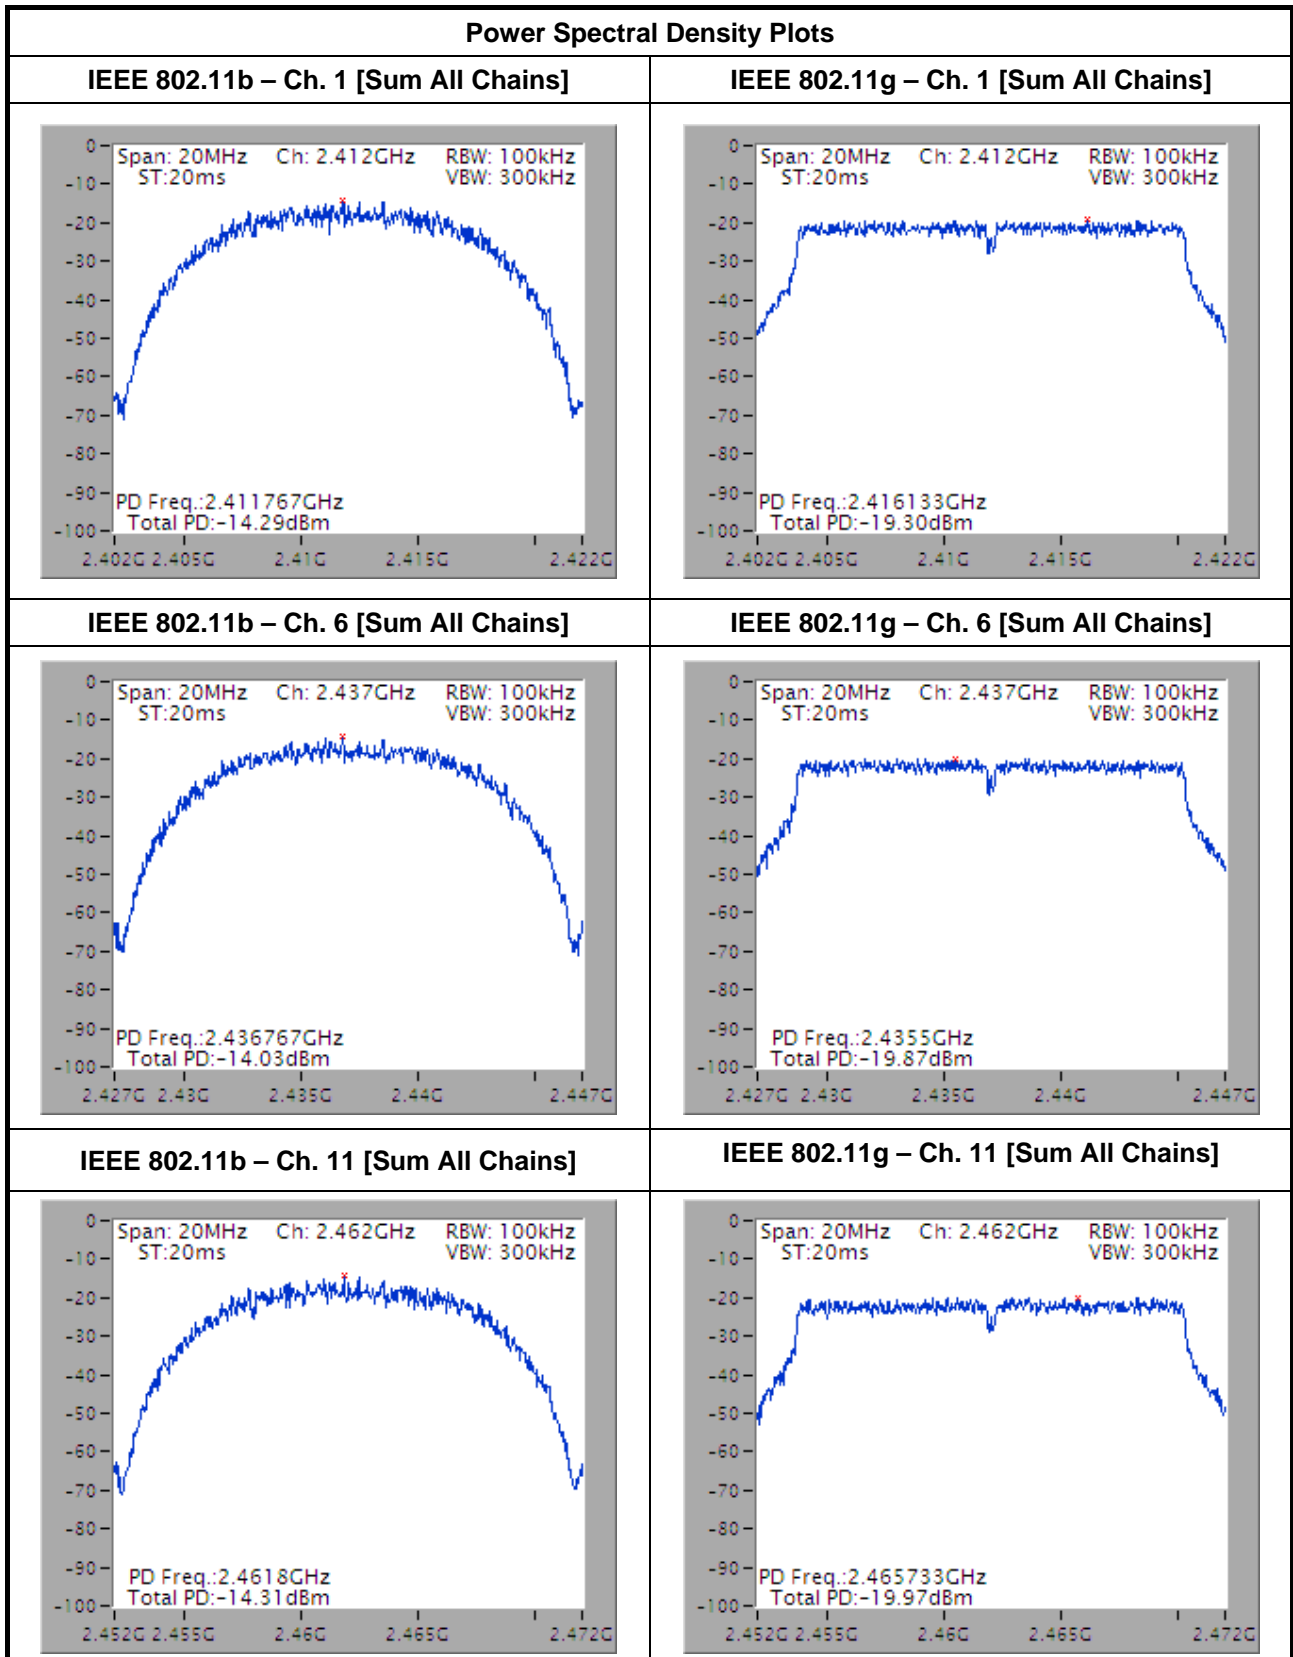 Power Spectral Density Plots
IEEE 802.11b – Ch. 1 [Sum All Chains]
IEEE 802.11g – Ch. 1 [Sum All Chains]
Span: 20MHz Ch: 2.412GHz RBW: 100kHz
ST:20ms VBW: 300kHz
0
-10
-20
-30
-40
-50
-60
-70
-80
-90
-100
PD Freq.:2.411767GHz
Total PD:-14.29dBm
2.402G 2.405G 2.41G 2.415G 2.422G
Span: 20MHz Ch: 2.412GHz RBW: 100kHz
ST:20ms VBW: 300kHz
0
-10
-20
-30
-40
-50
-60
-70
-80
-90
-100
PD Freq.:2.416133GHz
Total PD:-19.30dBm
2.402G 2.405G 2.41G 2.415G 2.422G
IEEE 802.11b – Ch. 6 [Sum All Chains]
IEEE 802.11g – Ch. 6 [Sum All Chains]
Span: 20MHz Ch: 2.437GHz RBW: 100kHz
ST:20ms VBW: 300kHz
0
-10
-20
-30
-40
-50
-60
-70
-80
-90
-100
PD Freq.:2.436767GHz
Total PD:-14.03dBm
2.427G 2.43G 2.435G 2.44G 2.447G
Span: 20MHz Ch: 2.437GHz RBW: 100kHz
ST:20ms VBW: 300kHz
0
-10
-20
-30
-40
-50
-60
-70
-80
-90
-100
PD Freq.:2.4355GHz
Total PD:-19.87dBm
2.427G 2.43G 2.435G 2.44G 2.447G
IEEE 802.11b – Ch. 11 [Sum All Chains]
IEEE 802.11g – Ch. 11 [Sum All Chains]
Span: 20MHz Ch: 2.462GHz RBW: 100kHz
ST:20ms VBW: 300kHz
0
-10
-20
-30
-40
-50
-60
-70
-80
-90
-100
PD Freq.:2.4618GHz
Total PD:-14.31dBm
2.452G 2.455G 2.46G 2.465G 2.472G
Span: 20MHz Ch: 2.462GHz RBW: 100kHz
ST:20ms VBW: 300kHz
0
-10
-20
-30
-40
-50
-60
-70
-80
-90
-100
PD Freq.:2.465733GHz
Total PD:-19.97dBm
2.452G 2.455G 2.46G 2.465G 2.472G